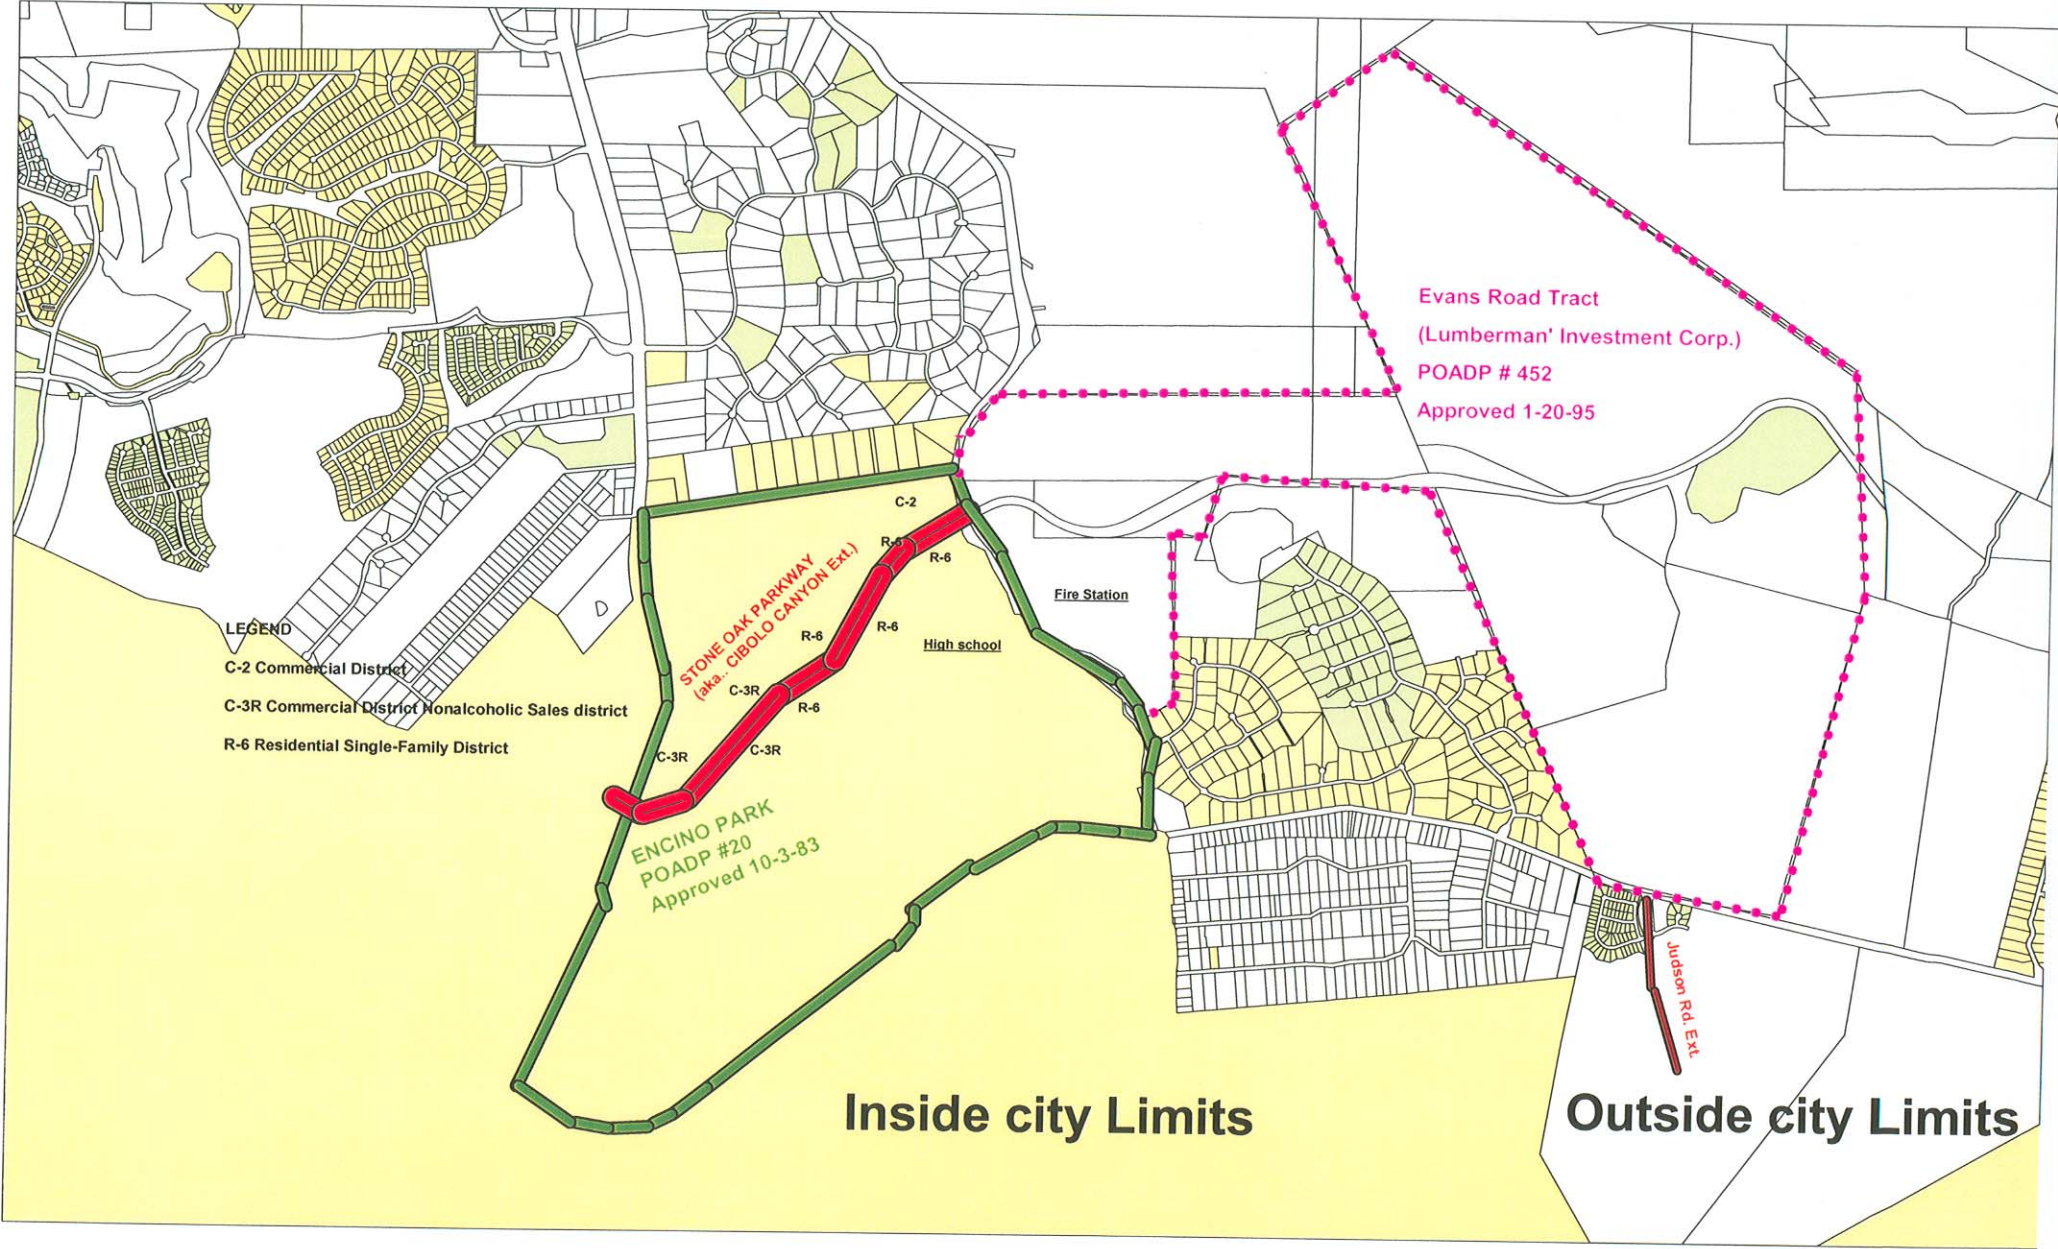 Evans Road Tract
(Lumberman' Investment Corp.)
POADP # 452
Approved 1-20-95
C-2
R-6
R-6
STONE OAK PARKWAY
(aka.. CIBOLO CANYON Ext.)
Fire Station
R-6
R-6
High school
LEGEND
C-2 Commercial District
C-3R Commercial District Nonalcoholic Sales district
R-6 Residential Single-Family District
C-3R
R-6
C-3R
C-3R
ENCINO PARK
POADP #20
Approved 10-3-83
Judson Rd. Ext.
Inside city Limits
Outside city Limits